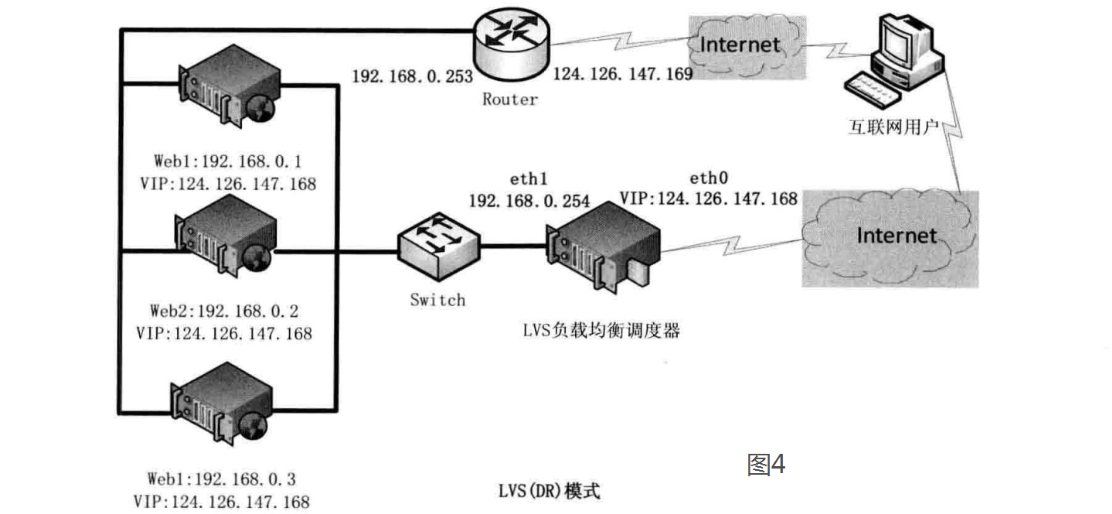 Internet
192.168.0.253
124.126.147.169
Router
互联网用户
Web1:192.168.0.1
VIP:124.126.147.168
eth1
eth0
192.168.0.254
VIP:124.126.147.168
Internet
Switch
LVS负载均衡调度器
Web2:192.168.0.2
VIP:124.126.147.168
图4
Web1:192.168.0.3
VIP:124.126.147.168
LVS(DR)模式